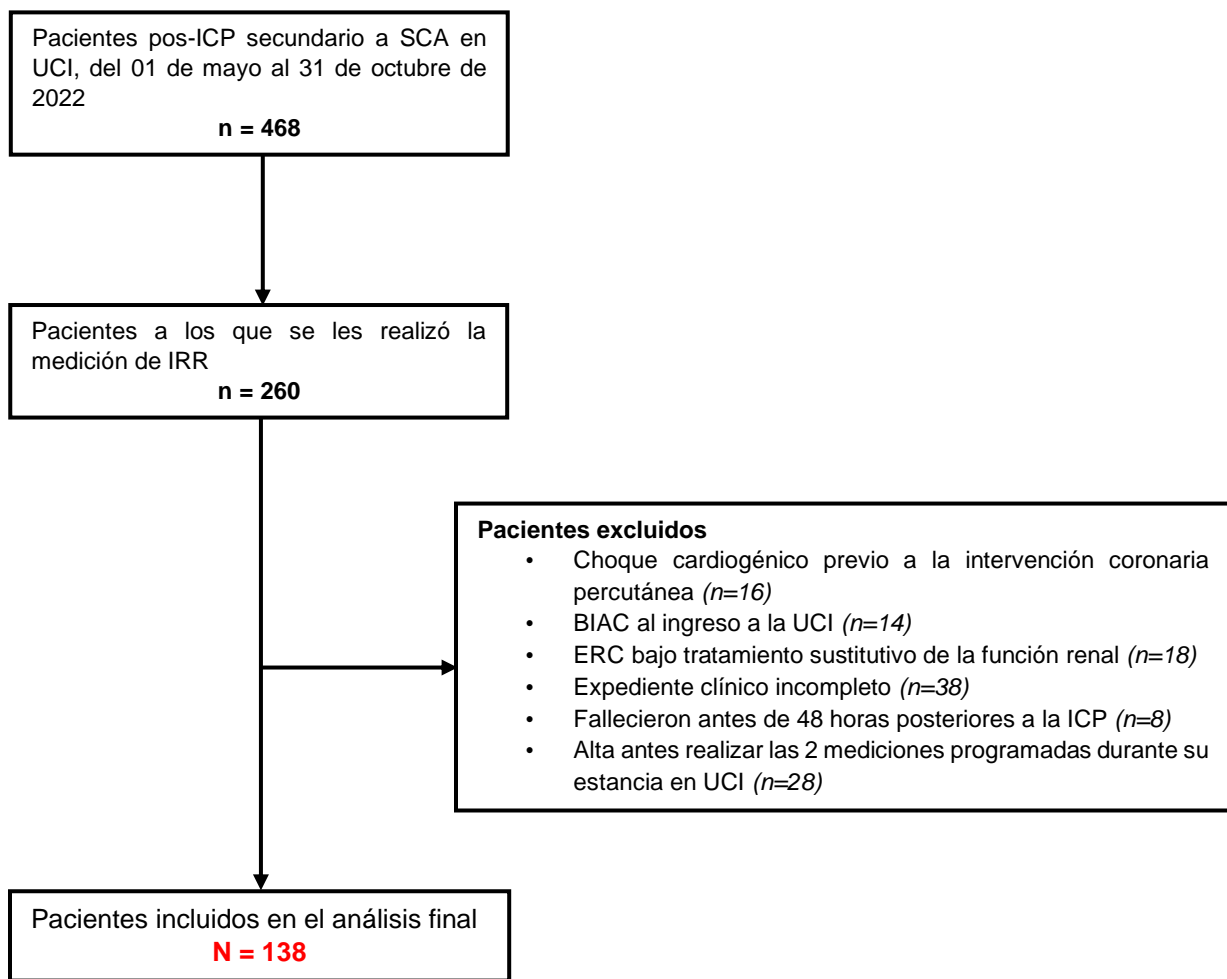 Pacientes pos-ICP secundario a SCA en
UCI, del 01 de mayo al 31 de octubre de
2022
n = 468
Pacientes a los que se les realizó la
medición de IRR
n = 260
Pacientes excluidos
• Choque cardiogénico previo a la intervención coronaria
percutánea (n=16)
• BIAC al ingreso a la UCI (n=14)
• ERC bajo tratamiento sustitutivo de la función renal (n=18)
• Expediente clínico incompleto (n=38)
• Fallecieron antes de 48 horas posteriores a la ICP (n=8)
• Alta antes realizar las 2 mediciones programadas durante su
estancia en UCI (n=28)
Pacientes incluidos en el análisis final
N = 138